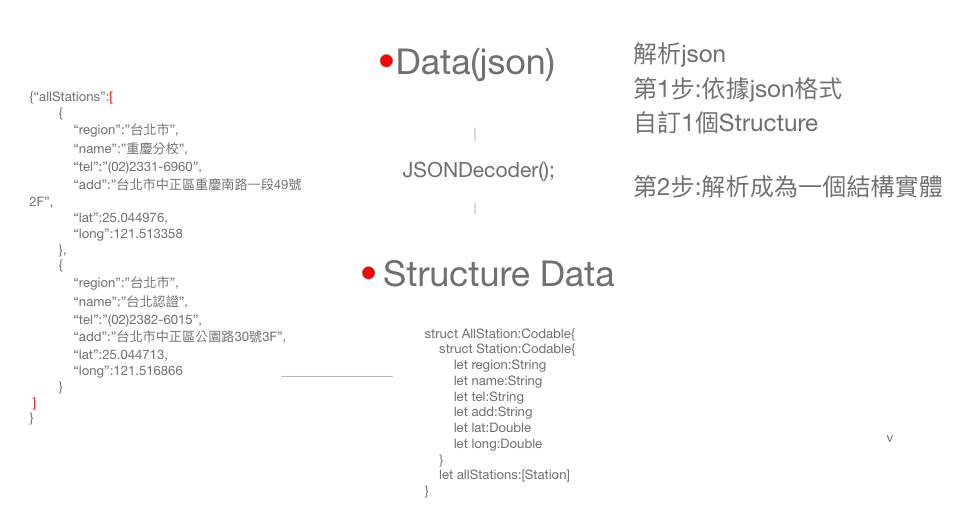 {“allStations”:[
{
“region”:”台北市”,
“name”:”重慶分校”,
“tel”:”(02)2331-6960”,
“add”:”台北市中正區重慶南路一段49號
2F”,
“lat”:25.044976,
“long”:121.513358
},
{
“region”:”台北市”,
“name”:”台北認證”,
“tel”:”(02)2382-6015”,
“add”:”台北市中正區公園路30號3F”,
“lat”:25.044713,
“long”:121.516866
}
]
}
•Data(json)
JSONDecoder();
• Structure Data
struct AllStation:Codable{
struct Station:Codable{
let region:String
let name:String
let tel:String
let add:String
let lat:Double
let long:Double
}
let allStations:[Station]
}
解析json
第1步:依據json格式
自訂1個Structure
第2步:解析成為一個結構實體
v